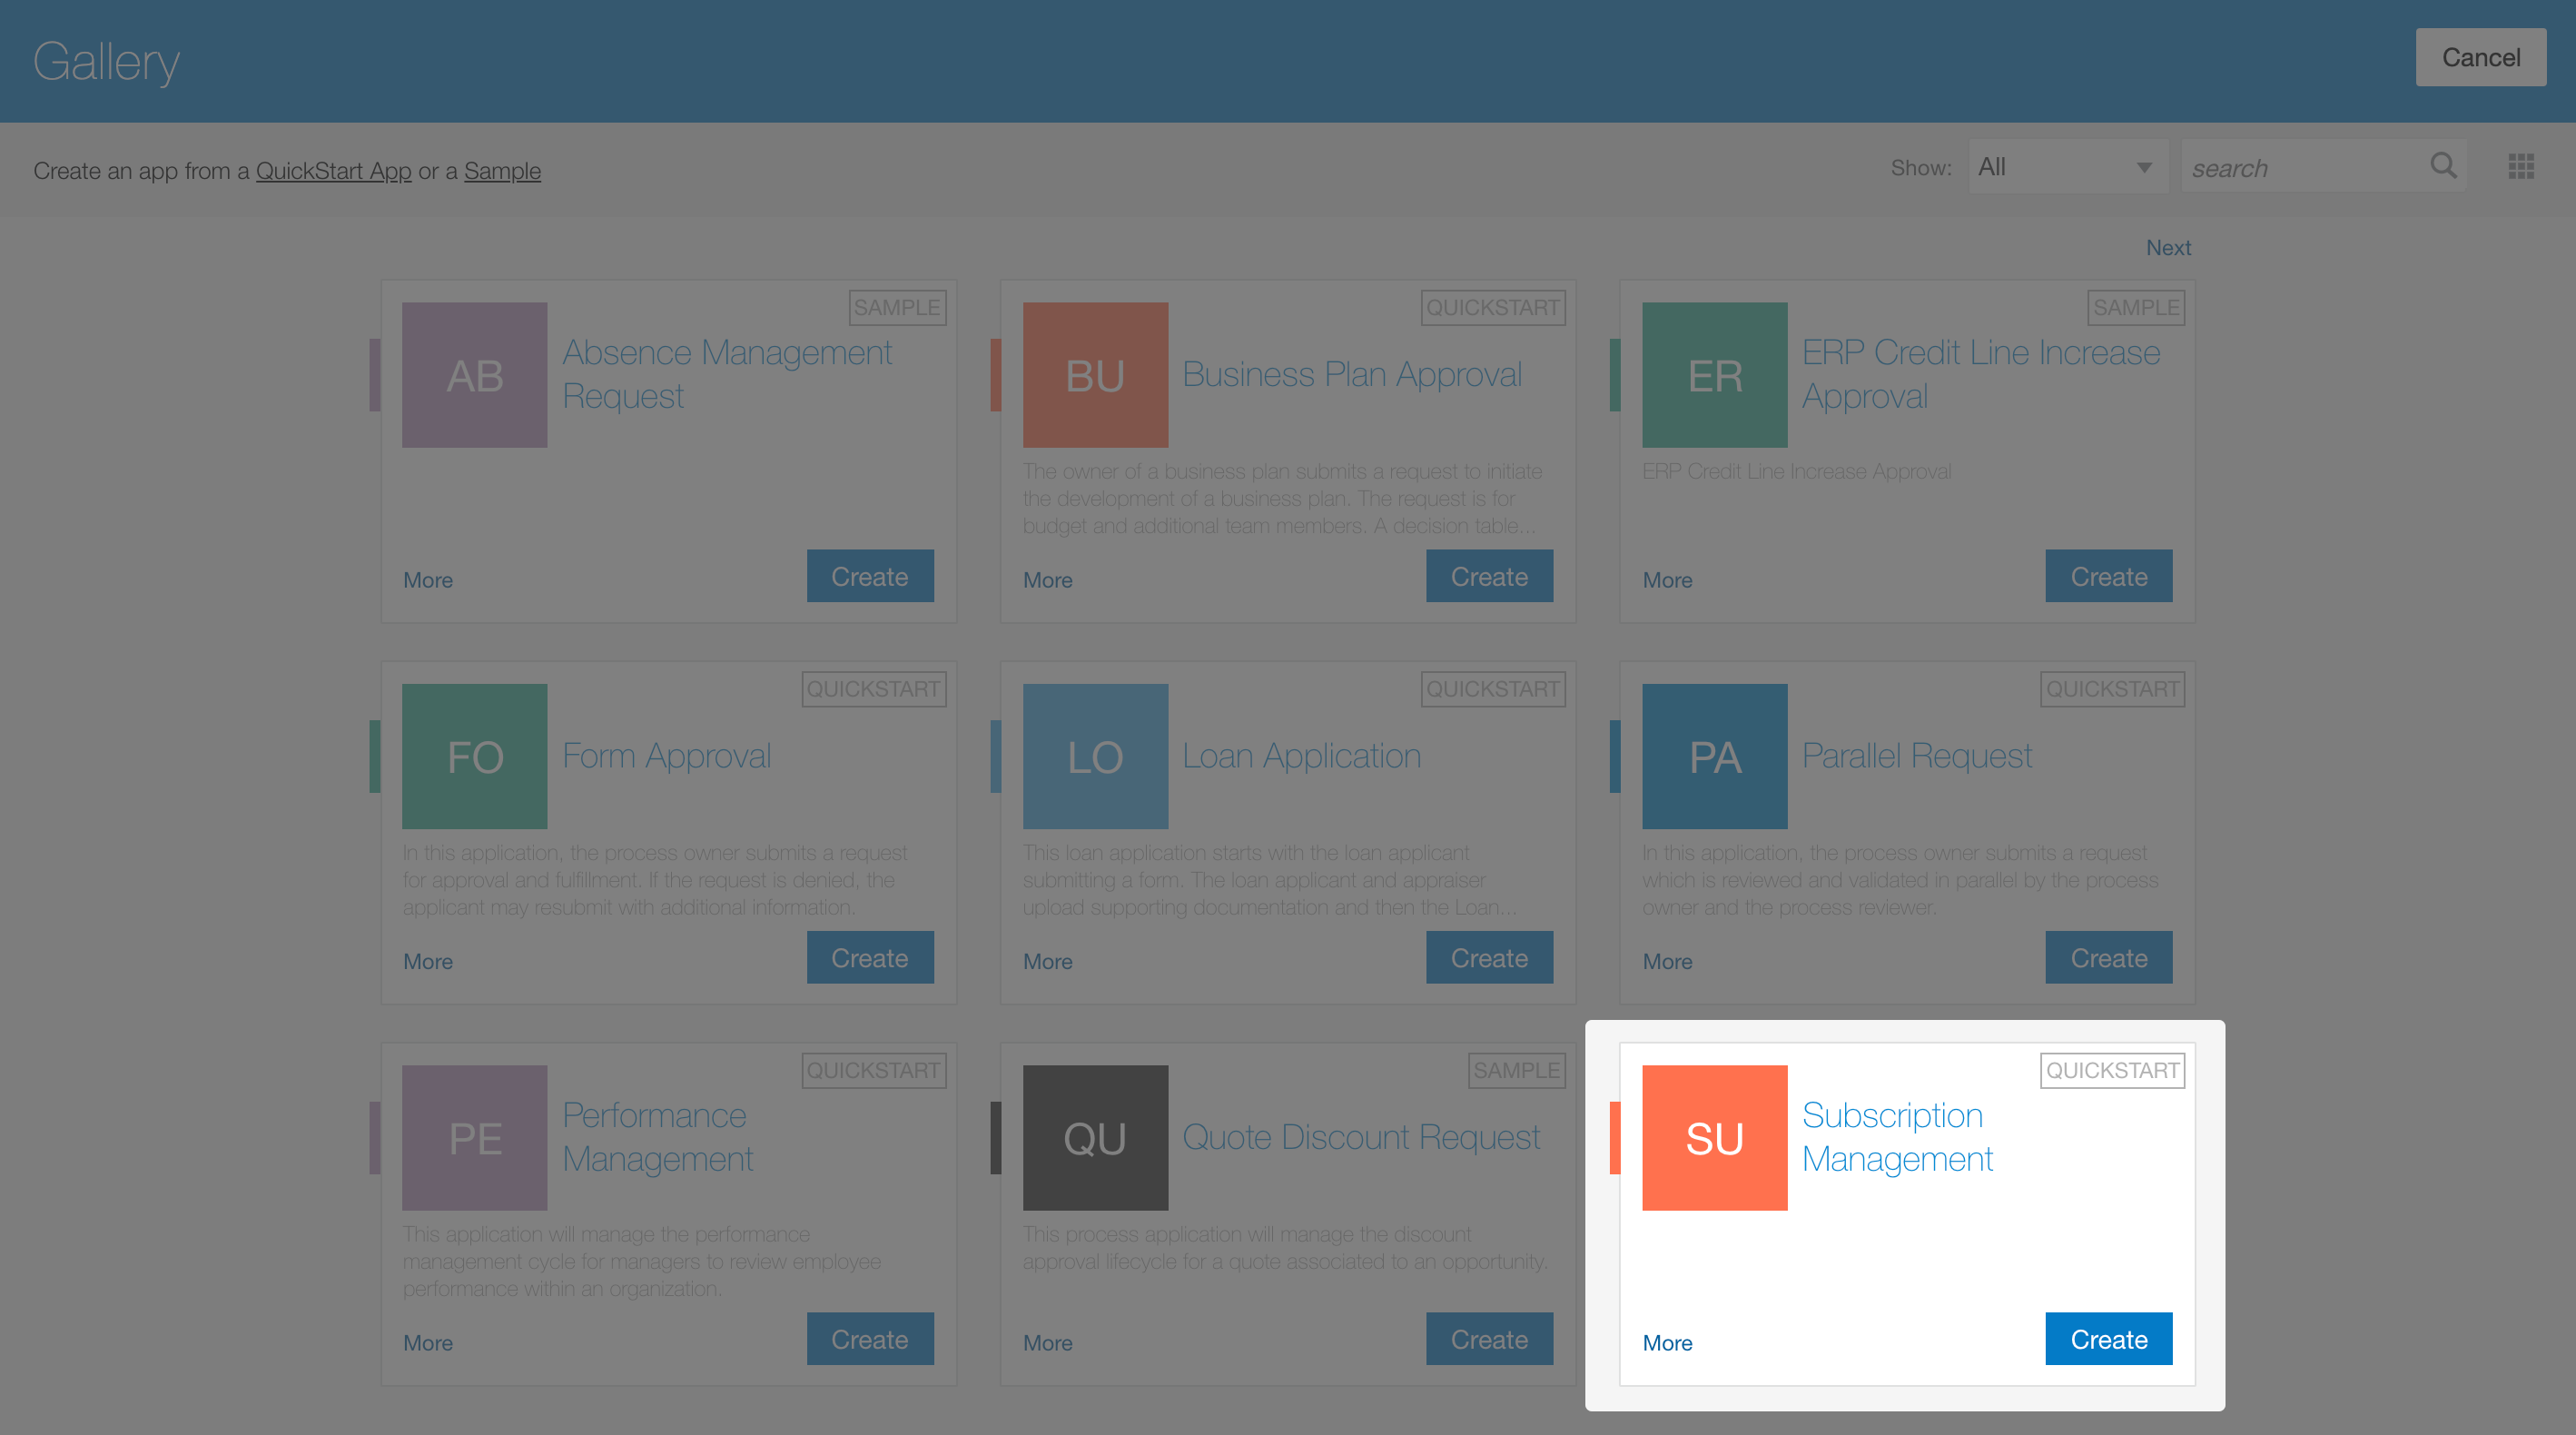 Gallery
Cancel
Create an app from a QuickStart App or a Sample
Show:
All
search
Next
SAMPLE
AB
Absence Management
Request
More
Create
QUICKSTART
BU
Business Plan Approval
The owner of a business plan submits a request to initiate
the development of a business plan. The request is for
budget and additional team members. A decision table...
More
Create
SAMPLE
ER
ERP Credit Line Increase
Approval
ERP Credit Line Increase Approval
More
Create
QUICKSTART
FO
Form Approval
In this application, the process owner submits a request
for approval and fulfillment. If the request is denied, the
applicant may resubmit with additional information.
More
Create
QUICKSTART
LO
Loan Application
This loan application starts with the loan applicant
submitting a form. The loan applicant and appraiser
upload supporting documentation and then the Loan...
More
Create
QUICKSTART
PA
Parallel Request
In this application, the process owner submits a request
which is reviewed and validated in parallel by the process
owner and the process reviewer.
More
Create
QUICKSTART
PE
Performance
Management
This application will manage the performance
management cycle for managers to review employee
performance within an organization.
More
Create
SAMPLE
QU
Quote Discount Request
This process application will manage the discount
approval lifecycle for a quote associated to an opportunity.
More
Create
QUICKSTART
SU
Subscription
Management
More
Create